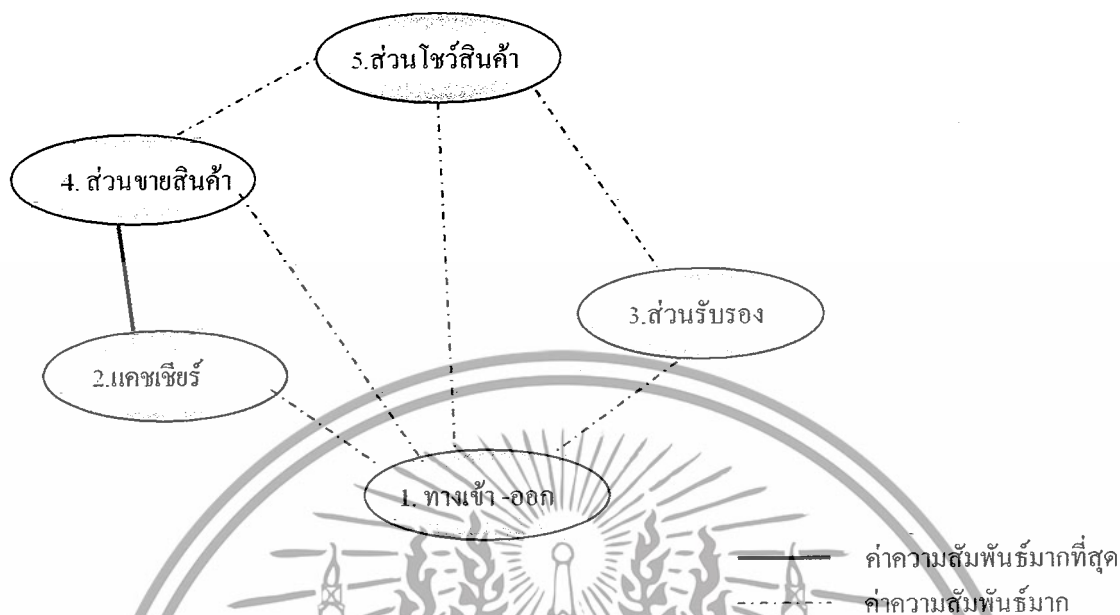 5.ส่วนโชว์สินค้า
4. ส่วนขายสินค้า
3.ส่วนรับรอง
2.แคชเชียร์
1. ทางเข้า -ออก
ค่าความสัมพันธ์มากที่สุด
ค่าความสัมพันธ์มาก